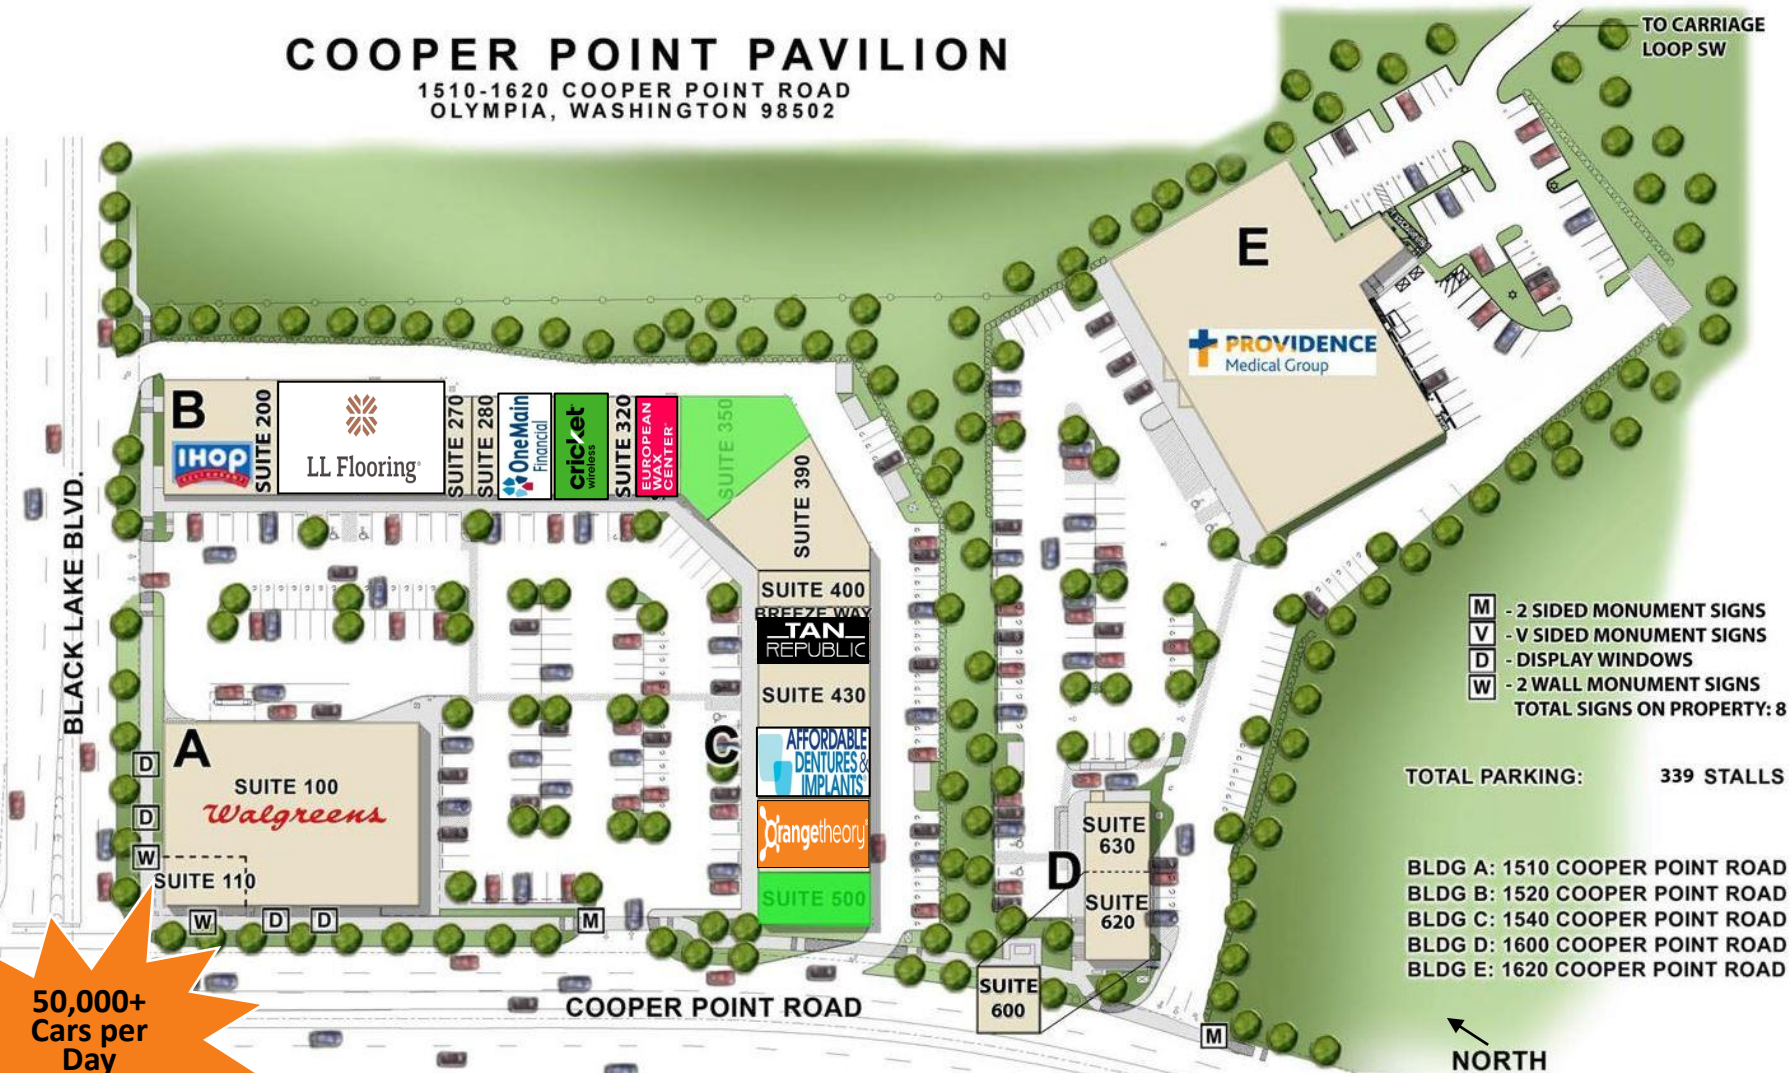 COOPER POINT PAVILION
1510-1620 COOPER POINT ROAD
OLYMPIA, WASHINGTON 98502
TO CARRIAGE
LOOP SW
E
PROVIDENCE
Medical Group
B
IHOP
RESTAURANT
SUITE 200
LL Flooring
SUITE 270
SUITE 280
OneMain
Financial
cricket
wireless
SUITE 320
EUROPEAN
WAX
CENTER
SUITE 350
SUITE 390
SUITE 400
BREEZE WAY
TAN
REPUBLIC
SUITE 430
C
AFFORDABLE
DENTURES &
IMPLANTS
Orangetheory
SUITE 500
BLACK LAKE BLVD.
A
SUITE 100
Walgreens
SUITE 110
D
D
W
W
D
D
M
D
SUITE
630
SUITE
620
SUITE
600
M
COOPER POINT ROAD
50,000+
Cars per
Day
M - 2 SIDED MONUMENT SIGNS
V - V SIDED MONUMENT SIGNS
D - DISPLAY WINDOWS
W - 2 WALL MONUMENT SIGNS
TOTAL SIGNS ON PROPERTY: 8
TOTAL PARKING: 339 STALLS
BLDG A: 1510 COOPER POINT ROAD
BLDG B: 1520 COOPER POINT ROAD
BLDG C: 1540 COOPER POINT ROAD
BLDG D: 1600 COOPER POINT ROAD
BLDG E: 1620 COOPER POINT ROAD
NORTH